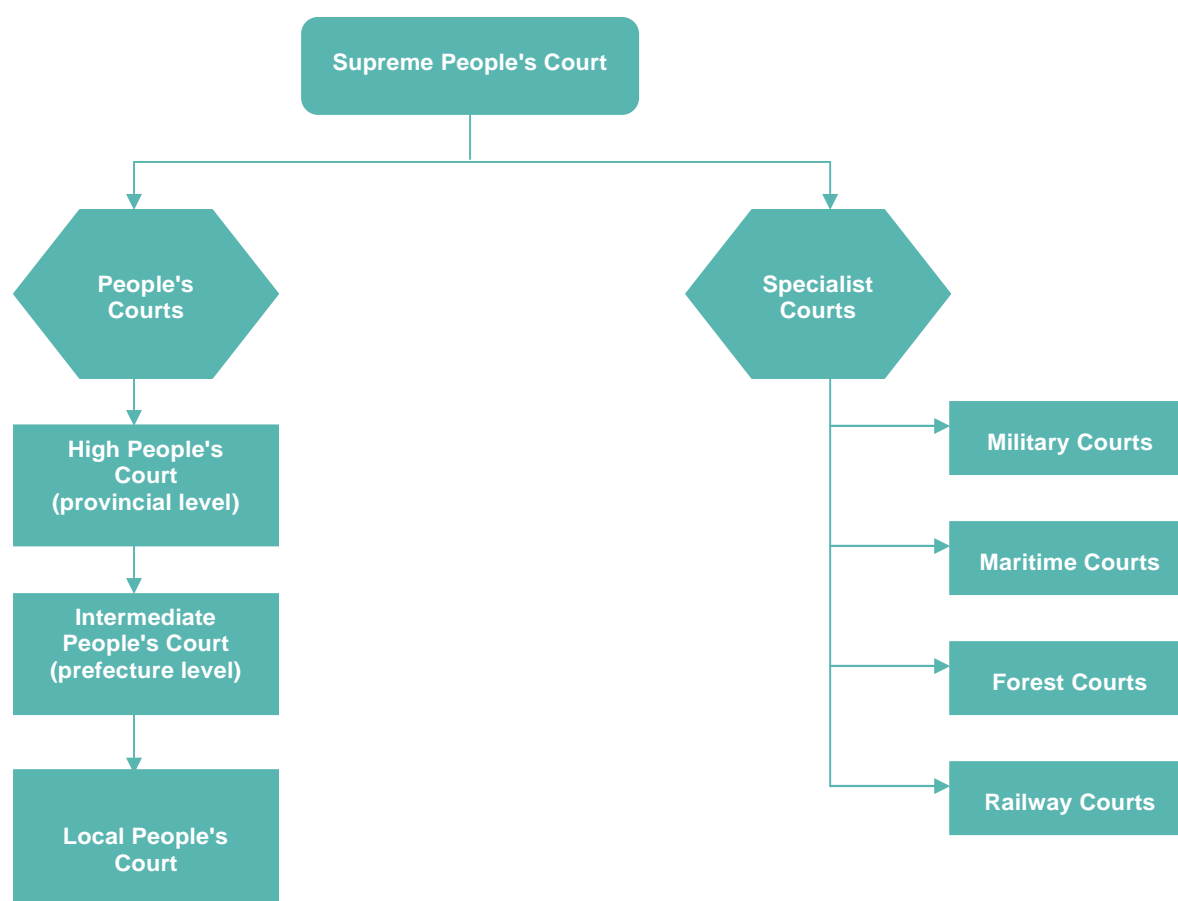 Supreme People's Court
People's
Courts
Specialist
Courts
High People's
Court
(provincial level)
Intermediate
People's Court
(prefecture level)
Local People's
Court
Military Courts
Maritime Courts
Forest Courts
Railway Courts